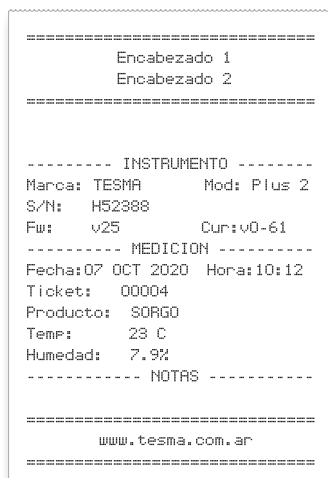 ==============================
Encabezado 1
Encabezado 2
==============================
--------- INSTRUMENTO --------
Marca: TESMA Mod: Plus 2
S/N: H52388
Fw: v25 Cur:v0-61
---------- MEDICION ----------
Fecha:07 OCT 2020 Hora:10:12
Ticket: 00004
Producto: SORGO
Temp: 23 C
Humedad: 7.9%
------------ NOTAS -----------
==============================
www.tesma.com.ar
==============================